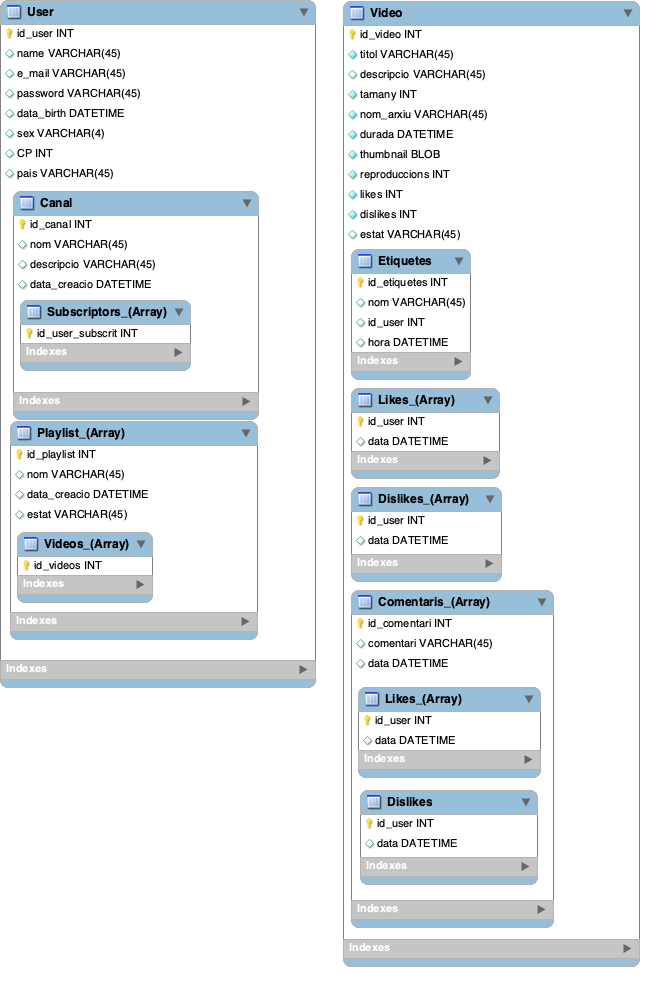 User
id_user INT
name VARCHAR(45)
e_mail VARCHAR(45)
password VARCHAR(45)
data_birth DATETIME
sex VARCHAR(4)
CP INT
pais VARCHAR(45)
Canal
id_canal INT
nom VARCHAR(45)
descripcio VARCHAR(45)
data_creacio DATETIME
Subscriptors_(Array)
id_user_subscrit INT
Indexes
Indexes
Playlist_(Array)
id_playlist INT
nom VARCHAR(45)
data_creacio DATETIME
estat VARCHAR(45)
Videos_(Array)
id_videos INT
Indexes
Indexes
Indexes
Video
id_video INT
titol VARCHAR(45)
descripcio VARCHAR(45)
tamany INT
nom_arxiu VARCHAR(45)
durada DATETIME
thumbnail BLOB
reproduccions INT
likes INT
dislikes INT
estat VARCHAR(45)
Etiquetes
id_etiquetes INT
nom VARCHAR(45)
id_user INT
hora DATETIME
Indexes
Likes_(Array)
id_user INT
data DATETIME
Indexes
Dislikes_(Array)
id_user INT
data DATETIME
Indexes
Comentaris_(Array)
id_comentari INT
comentari VARCHAR(45)
data DATETIME
Likes_(Array)
id_user INT
data DATETIME
Indexes
Dislikes
id_user INT
data DATETIME
Indexes
Indexes
Indexes